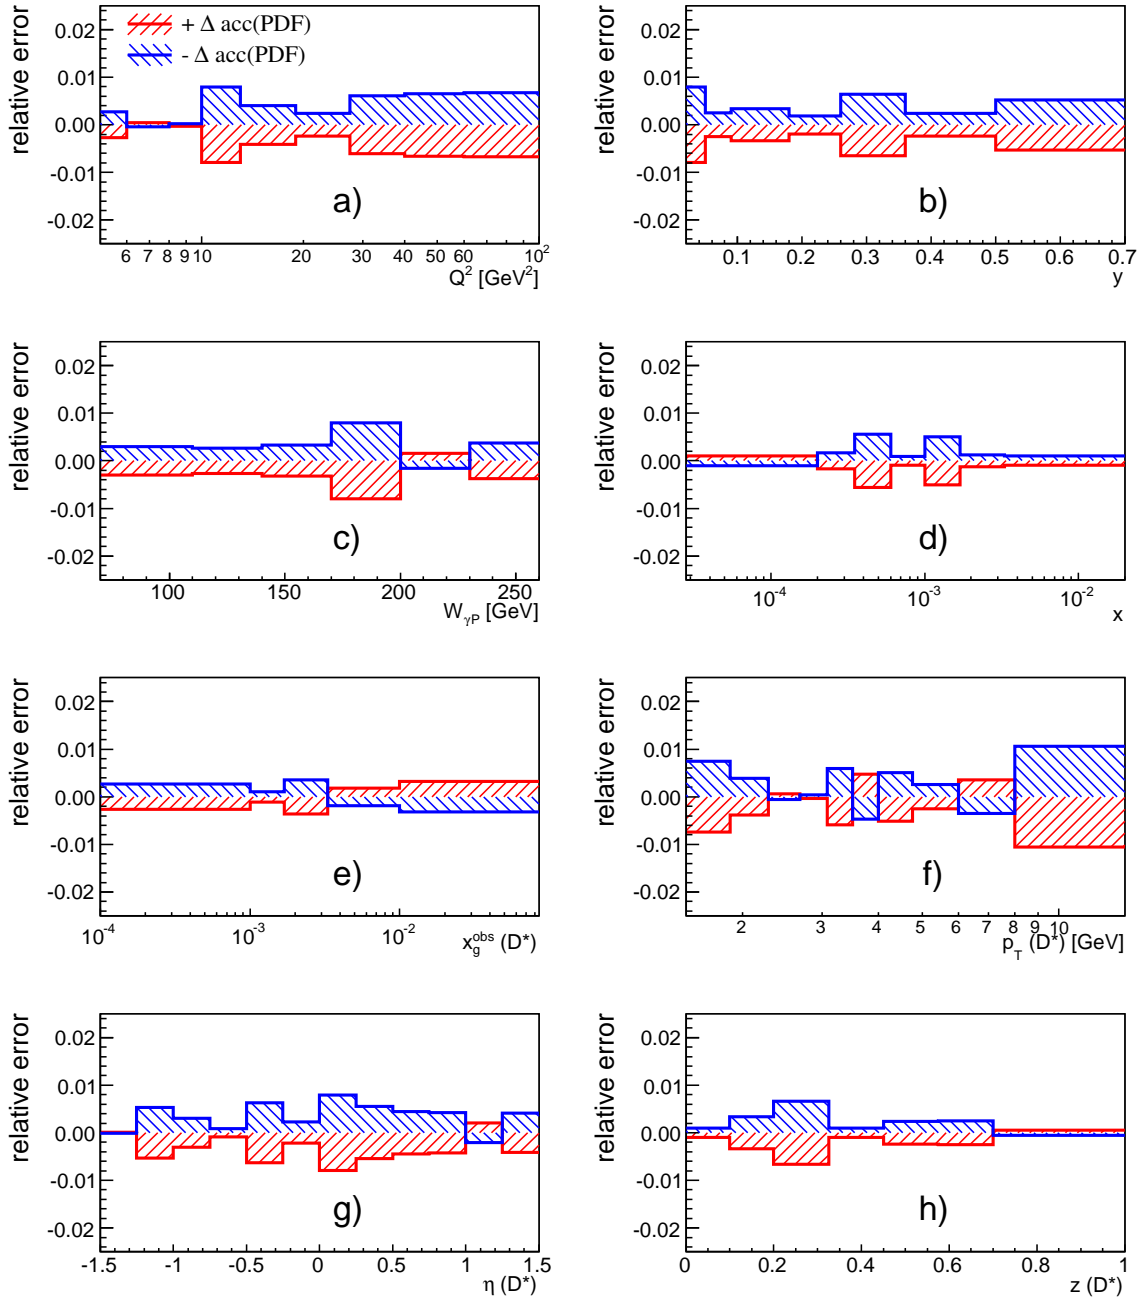 relative error
0.02
0.01
0.00
-0.01
-0.02
+ Δ acc(PDF)
- Δ acc(PDF)
a)
6 7 8 9 10 20 30 40 50 60 10²
Q² [GeV²]
relative error
0.02
0.01
0.00
-0.01
-0.02
b)
0.1 0.2 0.3 0.4 0.5 0.6 0.7
y
relative error
0.02
0.01
0.00
-0.01
-0.02
c)
100 150 200 250
W_γP [GeV]
relative error
0.02
0.01
0.00
-0.01
-0.02
d)
10⁻⁴ 10⁻³ 10⁻²
x
relative error
0.02
0.01
0.00
-0.01
-0.02
e)
10⁻⁴ 10⁻³ 10⁻²
x_g^obs (D*)
relative error
0.02
0.01
0.00
-0.01
-0.02
f)
2 3 4 5 6 7 8 9 10
p_T (D*) [GeV]
relative error
0.02
0.01
0.00
-0.01
-0.02
g)
-1.5 -1 -0.5 0 0.5 1 1.5
η (D*)
relative error
0.02
0.01
0.00
-0.01
-0.02
h)
0 0.2 0.4 0.6 0.8 1
z (D*)